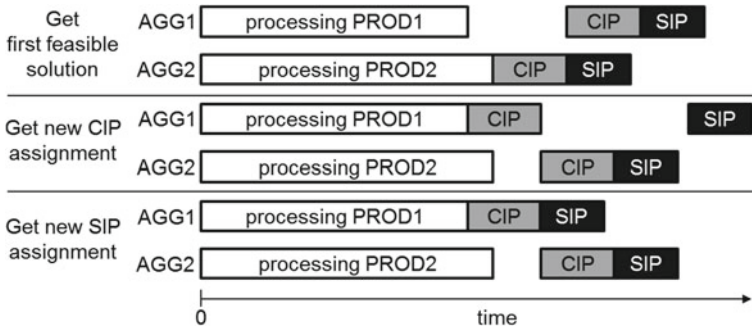 Get
first feasible
solution
AGG1 processing PROD1 CIP SIP
AGG2 processing PROD2 CIP SIP
Get new CIP
assignment
AGG1 processing PROD1 CIP SIP
AGG2 processing PROD2 CIP SIP
Get new SIP
assignment
AGG1 processing PROD1 CIP SIP
AGG2 processing PROD2 CIP SIP
0 time